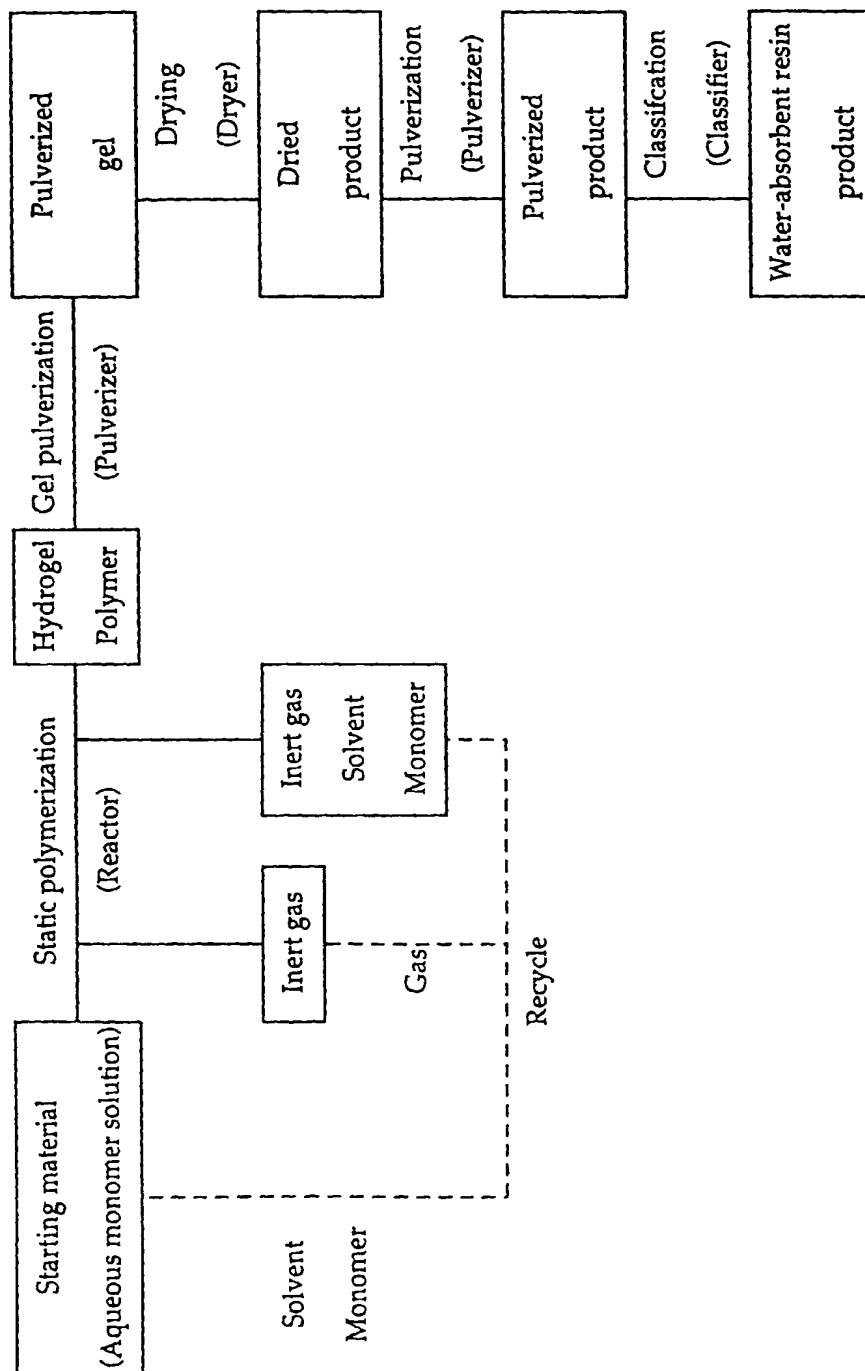 Starting material
(Aqueous monomer solution)
Static polymerization
(Reactor)
Hydrogel
Polymer
Gel pulverization
(Pulverizer)
Pulverized
gel
Drying
(Dryer)
Dried
product
Pulverization
(Pulverizer)
Pulverized
product
Classifcation
(Classifier)
Water-absorbent resin
product
Inert gas
Inert gas
Solvent
Monomer
Gas
Solvent
Monomer
Recycle